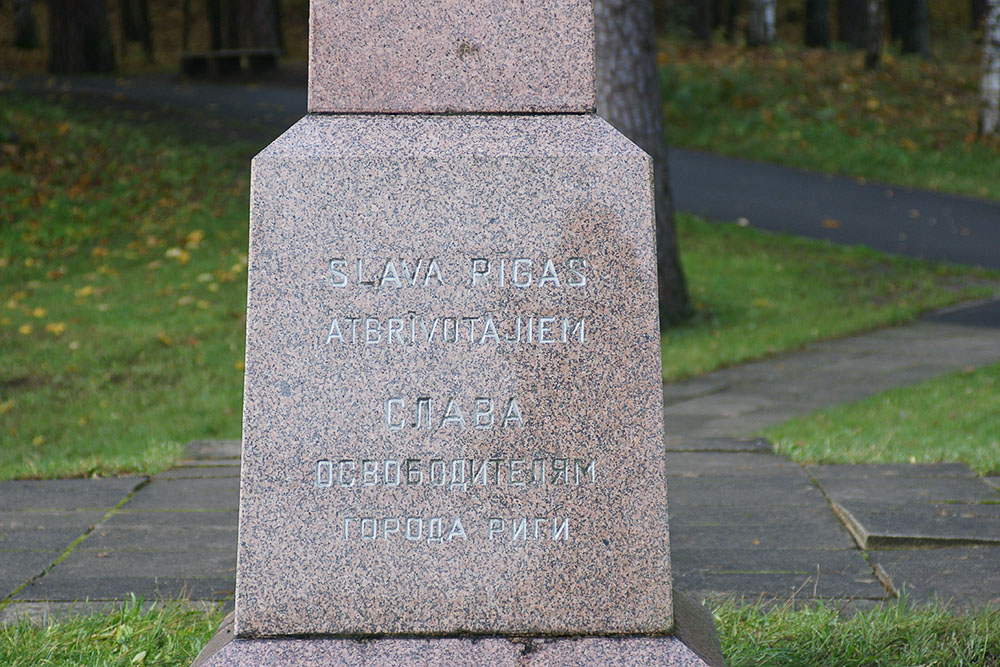 SLAVA RIGAS
ATBRĪVOTAJIEM
СЛАВА
ОСВОБОДИТЕЛЯМ
ГОРОДА РИГИ